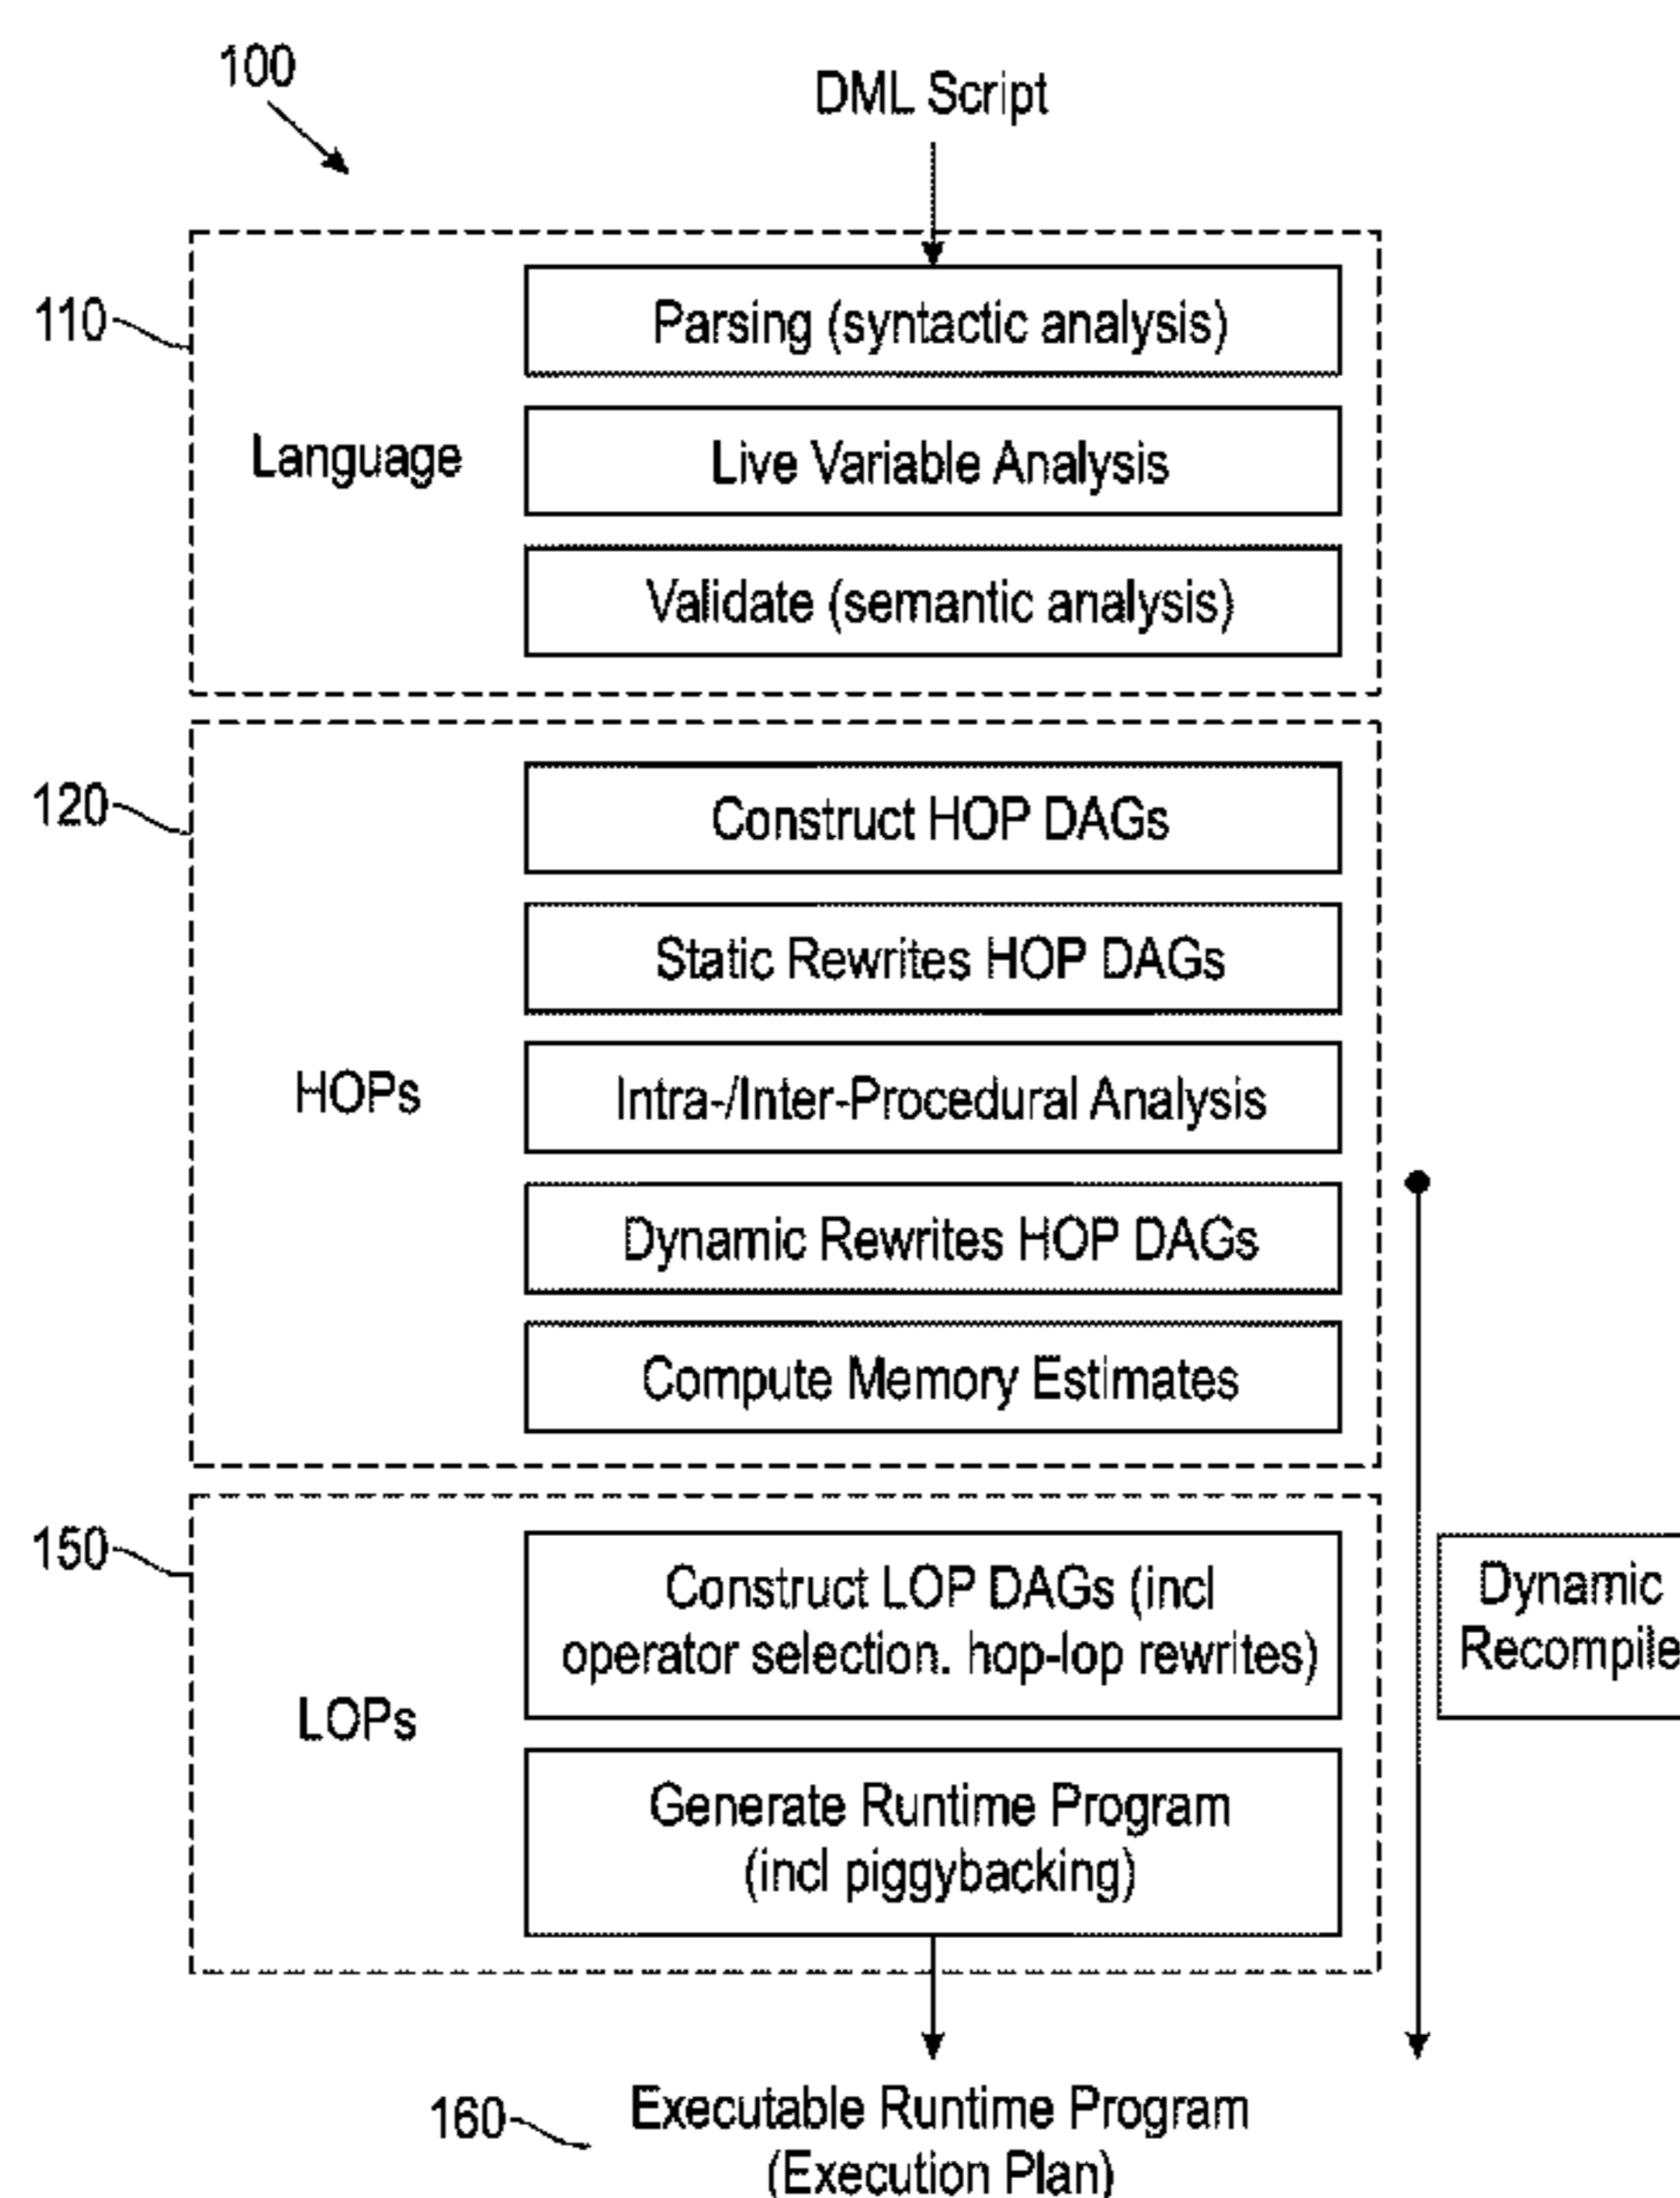 100
DML Script
110
Language
Parsing (syntactic analysis)
Live Variable Analysis
Validate (semantic analysis)
120
HOPs
Construct HOP DAGs
Static Rewrites HOP DAGs
Intra-/Inter-Procedural Analysis
Dynamic Rewrites HOP DAGs
Compute Memory Estimates
150
LOPs
Construct LOP DAGs (incl
operator selection. hop-lop rewrites)
Generate Runtime Program
(incl piggybacking)
Dynamic
Recompile
160
Executable Runtime Program
(Execution Plan)